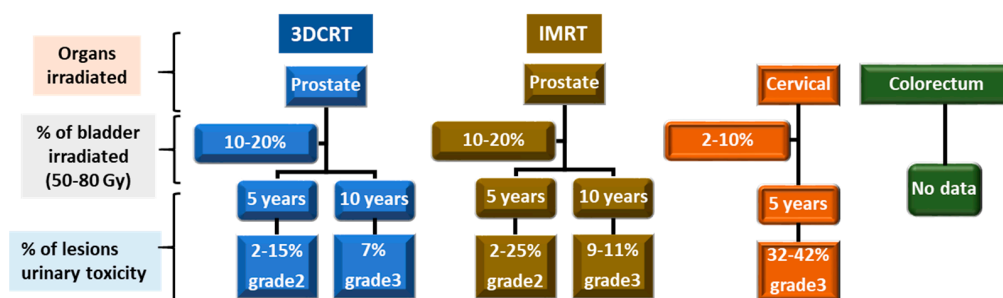 3DCRT
IMRT
Organs
irradiated
Prostate
Prostate
Cervical
Colorectum
% of bladder
irradiated
(50-80 Gy)
10-20%
10-20%
2-10%
No data
5 years
10 years
5 years
10 years
5 years
% of lesions
urinary toxicity
2-15%
grade2
7%
grade3
2-25%
grade2
9-11%
grade3
32-42%
grade3